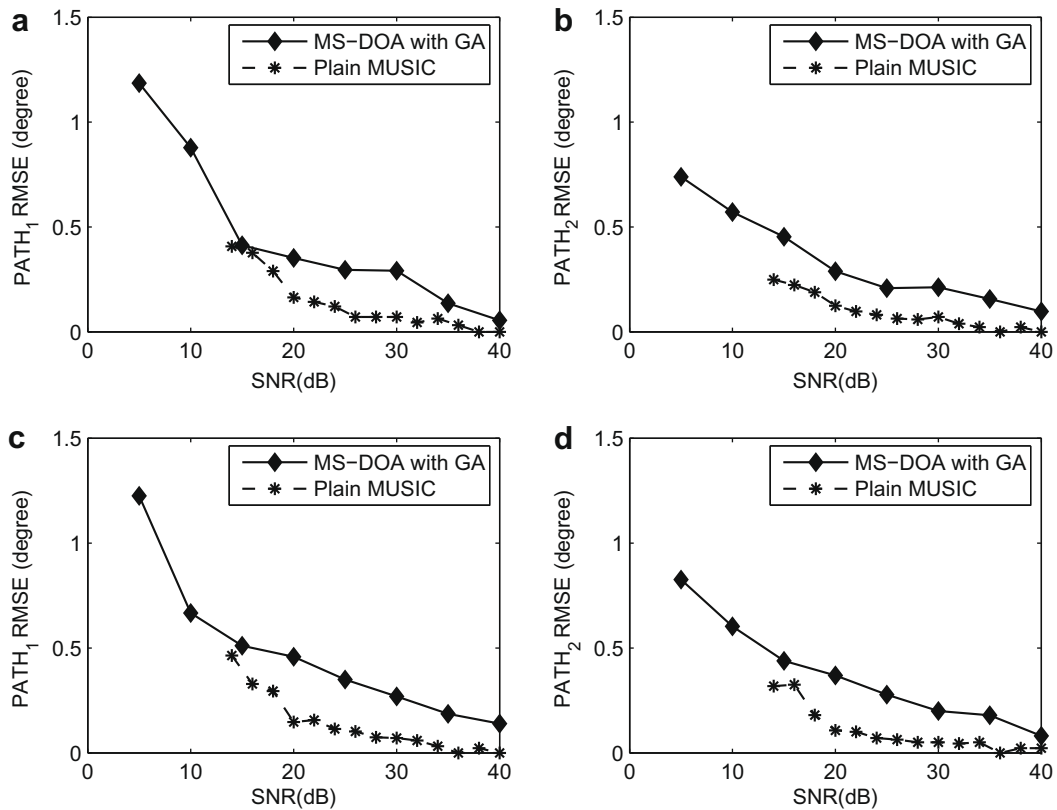 a
1.5
1
0.5
0
PATH1 RMSE (degree)
MS−DOA with GA
Plain MUSIC
0 10 20 30 40
SNR(dB)
b
1.5
1
0.5
0
PATH2 RMSE (degree)
MS−DOA with GA
Plain MUSIC
0 10 20 30 40
SNR(dB)
c
1.5
1
0.5
0
PATH1 RMSE (degree)
MS−DOA with GA
Plain MUSIC
0 10 20 30 40
SNR(dB)
d
1.5
1
0.5
0
PATH2 RMSE (degree)
MS−DOA with GA
Plain MUSIC
0 10 20 30 40
SNR(dB)